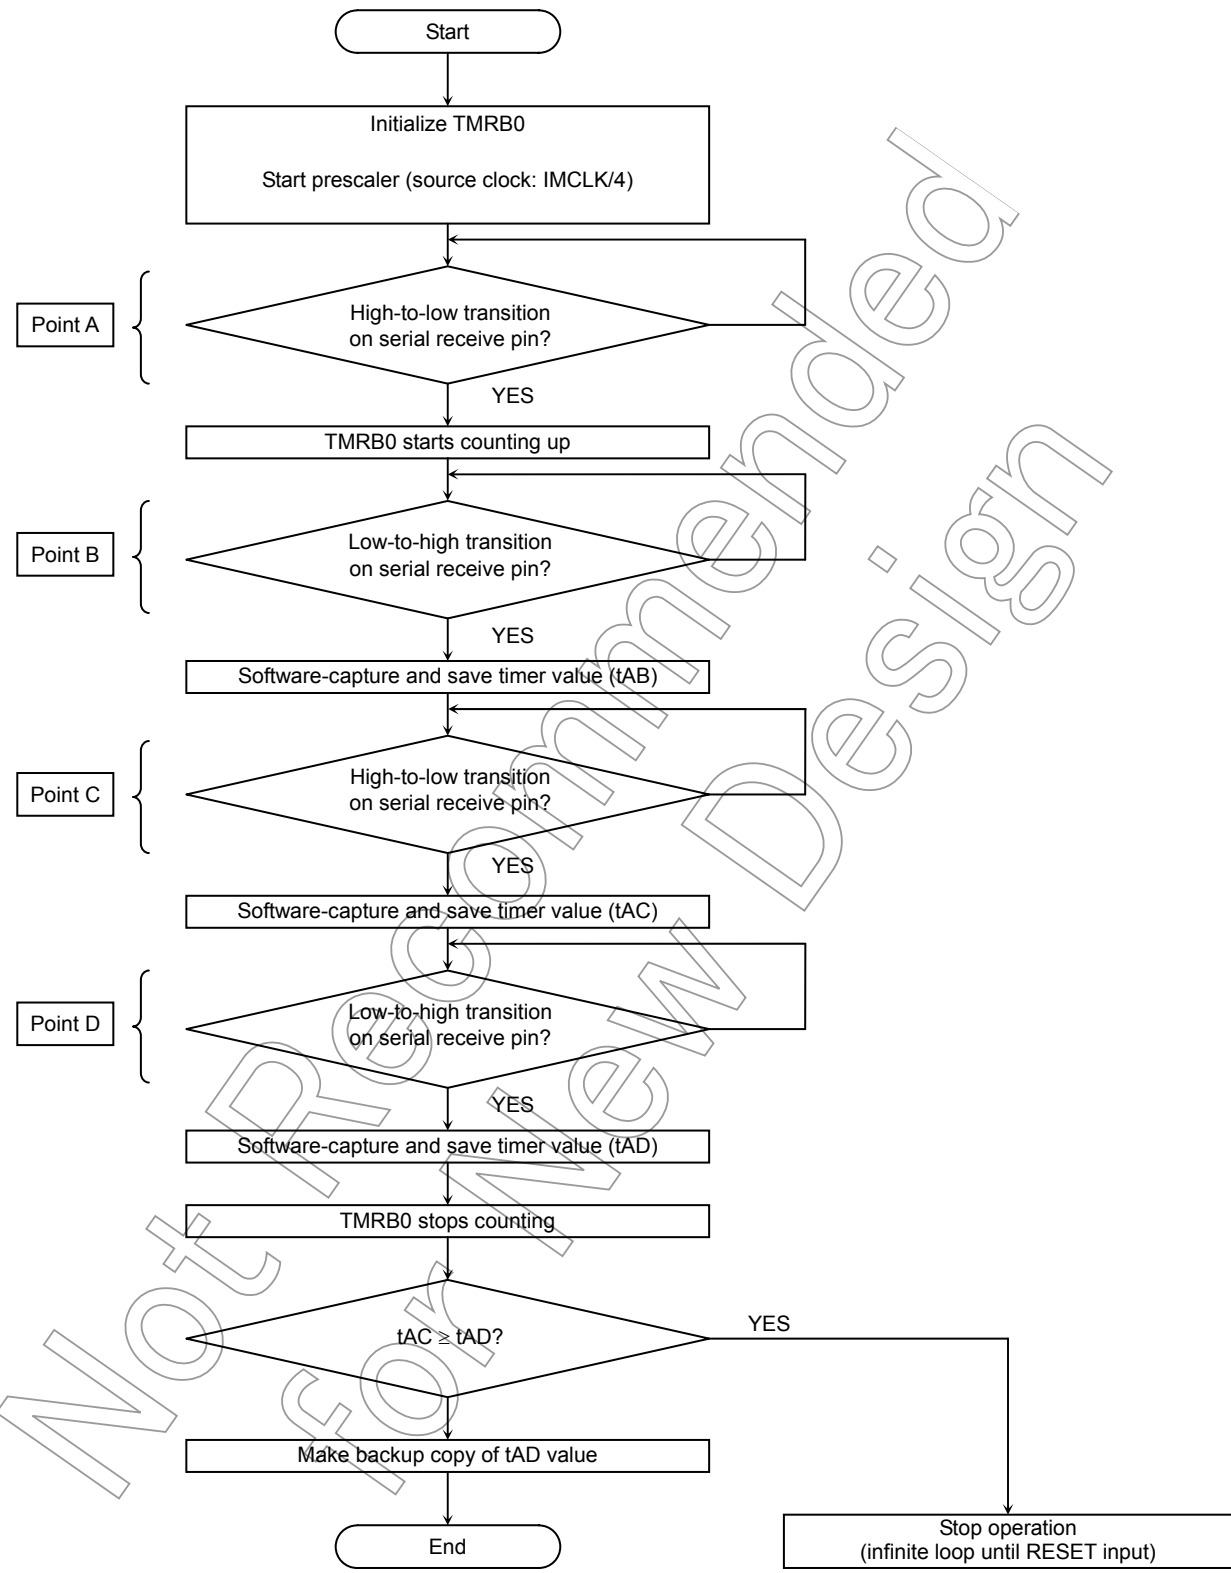 Start
Initialize TMRB0
Start prescaler (source clock: IMCLK/4)
Point A
High-to-low transition
on serial receive pin?
YES
TMRB0 starts counting up
Point B
Low-to-high transition
on serial receive pin?
YES
Software-capture and save timer value (tAB)
Point C
High-to-low transition
on serial receive pin?
YES
Software-capture and save timer value (tAC)
Point D
Low-to-high transition
on serial receive pin?
YES
Software-capture and save timer value (tAD)
TMRB0 stops counting
tAC ≥ tAD?
YES
Make backup copy of tAD value
End
Stop operation
(infinite loop until RESET input)
Not Recommended
for New Design